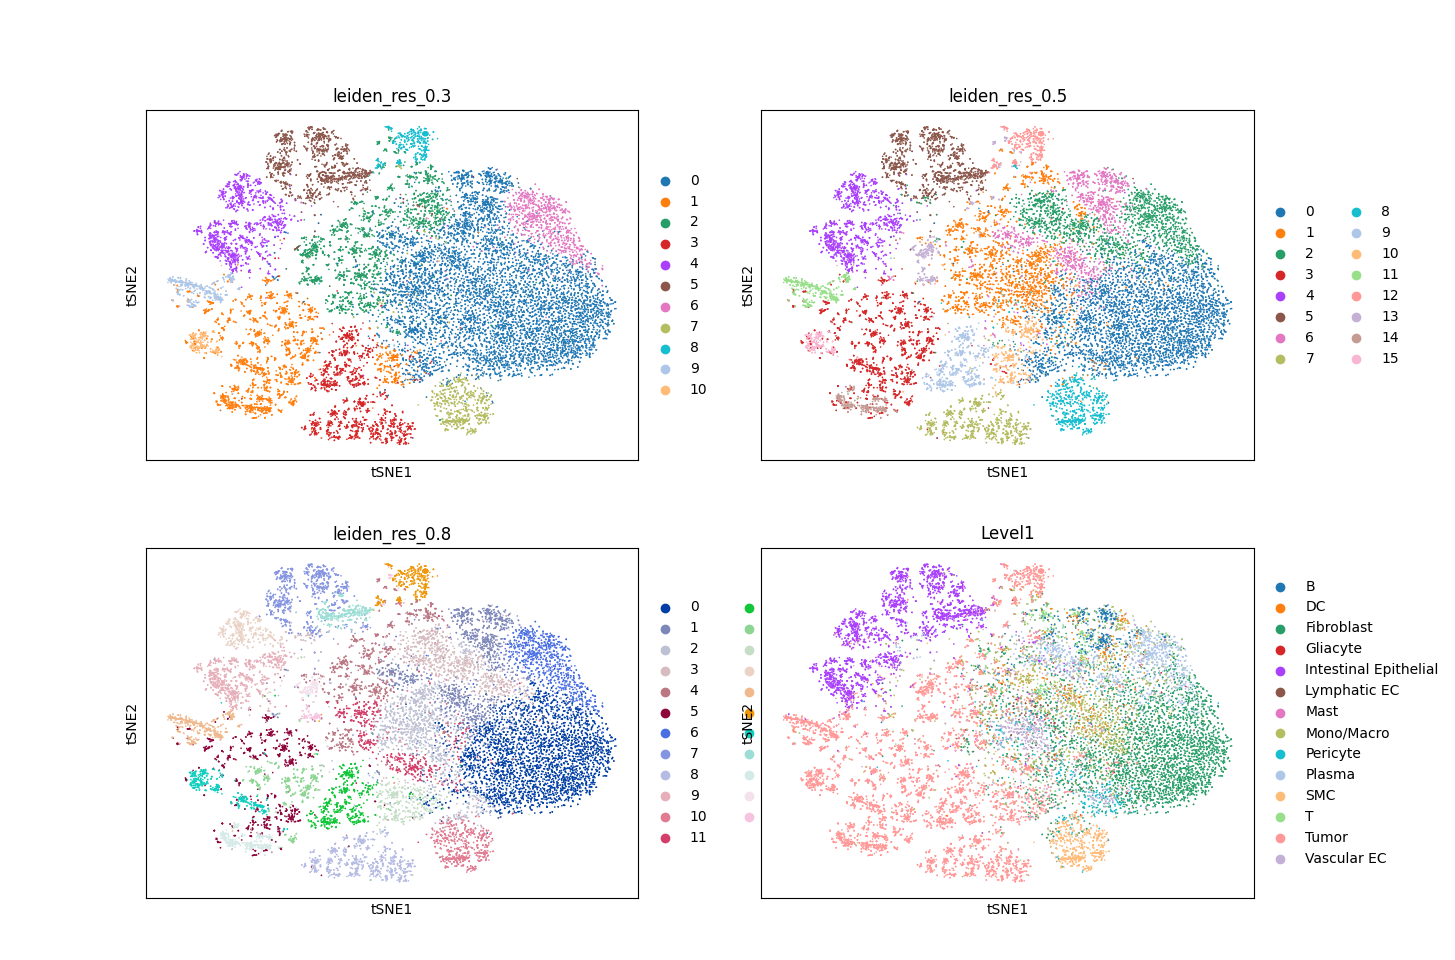 leiden_res_0.3
tSNE2
tSNE1
0
1
2
3
4
5
6
7
8
9
10
leiden_res_0.5
tSNE2
tSNE1
0 8
1 9
2 10
3 11
4 12
5 13
6 14
7 15
leiden_res_0.8
tSNE2
tSNE1
0
1
2
3
4
5
6
7
8
9
10
11
Level1
tSNE2
tSNE1
B
DC
Fibroblast
Gliacyte
Intestinal Epithelial
Lymphatic EC
Mast
Mono/Macro
Pericyte
Plasma
SMC
T
Tumor
Vascular EC